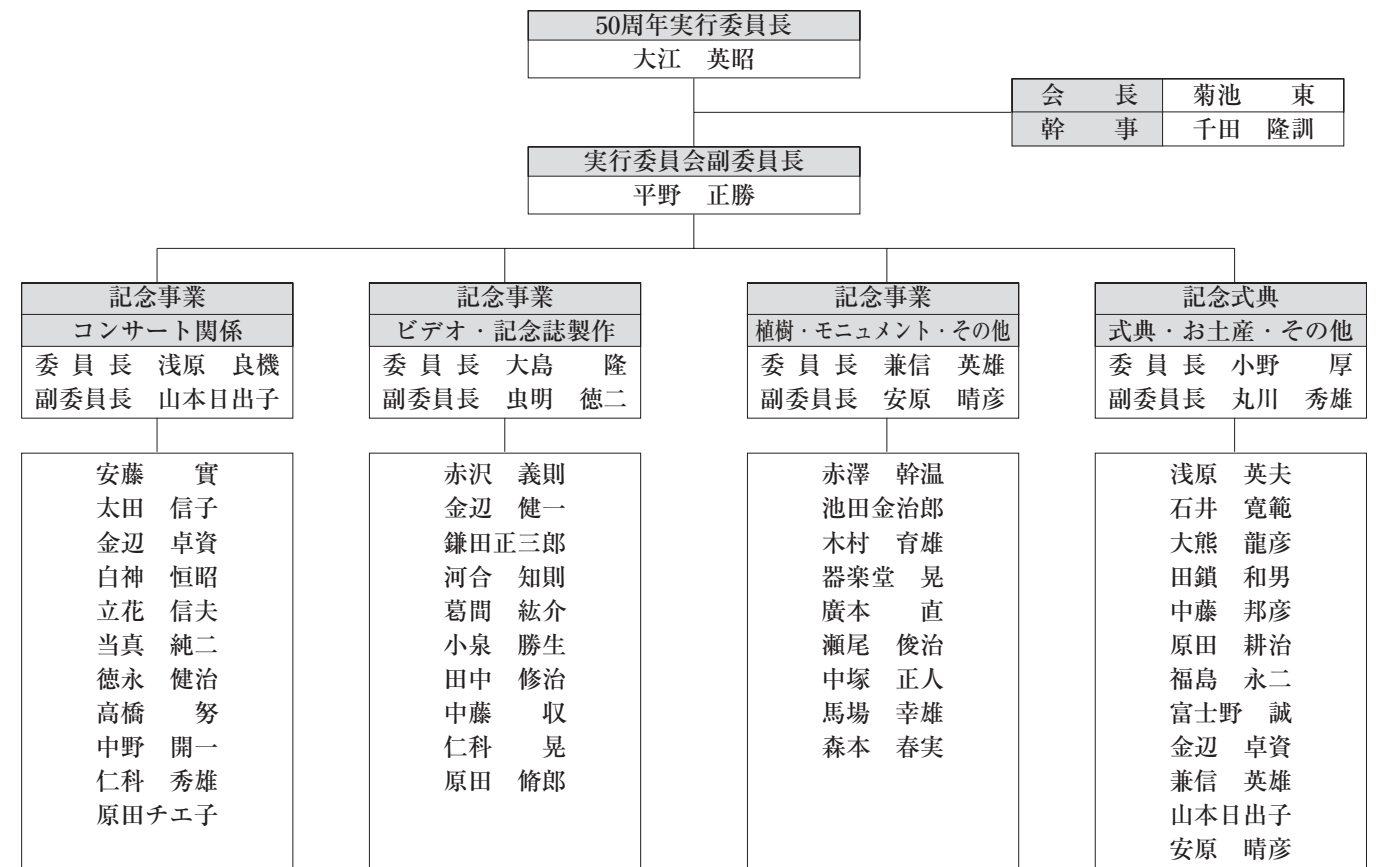 50周年実行委員長
大江　英昭
会　　長　菊池　　東
幹　　事　千田　隆訓
実行委員会副委員長
平野　正勝
記念事業
コンサート関係
委 員 長　浅原　良機
副委員長　山本日出子
安藤　　實
太田　信子
金辺　卓資
白神　恒昭
立花　信夫
当真　純二
徳永　健治
高橋　　努
中野　開一
仁科　秀雄
原田チエ子
記念事業
ビデオ・記念誌製作
委 員 長　大島　　隆
副委員長　虫明　徳二
赤沢　義則
金辺　健一
鎌田正三郎
河合　知則
葛間　紘介
小泉　勝生
田中　修治
中藤　　収
仁科　　晃
原田　脩郎
記念事業
植樹・モニュメント・その他
委 員 長　兼信　英雄
副委員長　安原　晴彦
赤澤　幹温
池田金治郎
木村　育雄
器楽堂　晃
廣本　　直
瀬尾　俊治
中塚　正人
馬場　幸雄
森本　春実
記念式典
式典・お土産・その他
委 員 長　小野　　厚
副委員長　丸川　秀雄
浅原　英夫
石井　寛範
大熊　龍彦
田鎖　和男
中藤　邦彦
原田　耕治
福島　永二
富士野　誠
金辺　卓資
兼信　英雄
山本日出子
安原　晴彦